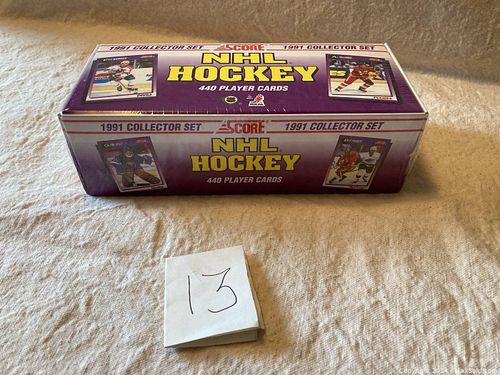 1991 COLLECTOR SET SCORE 1991 COLLECTOR SET
NHL
HOCKEY
440 PLAYER CARDS
1991 COLLECTOR SET SCORE 1991 COLLECTOR SET
NHL
HOCKEY
440 PLAYER CARDS
13